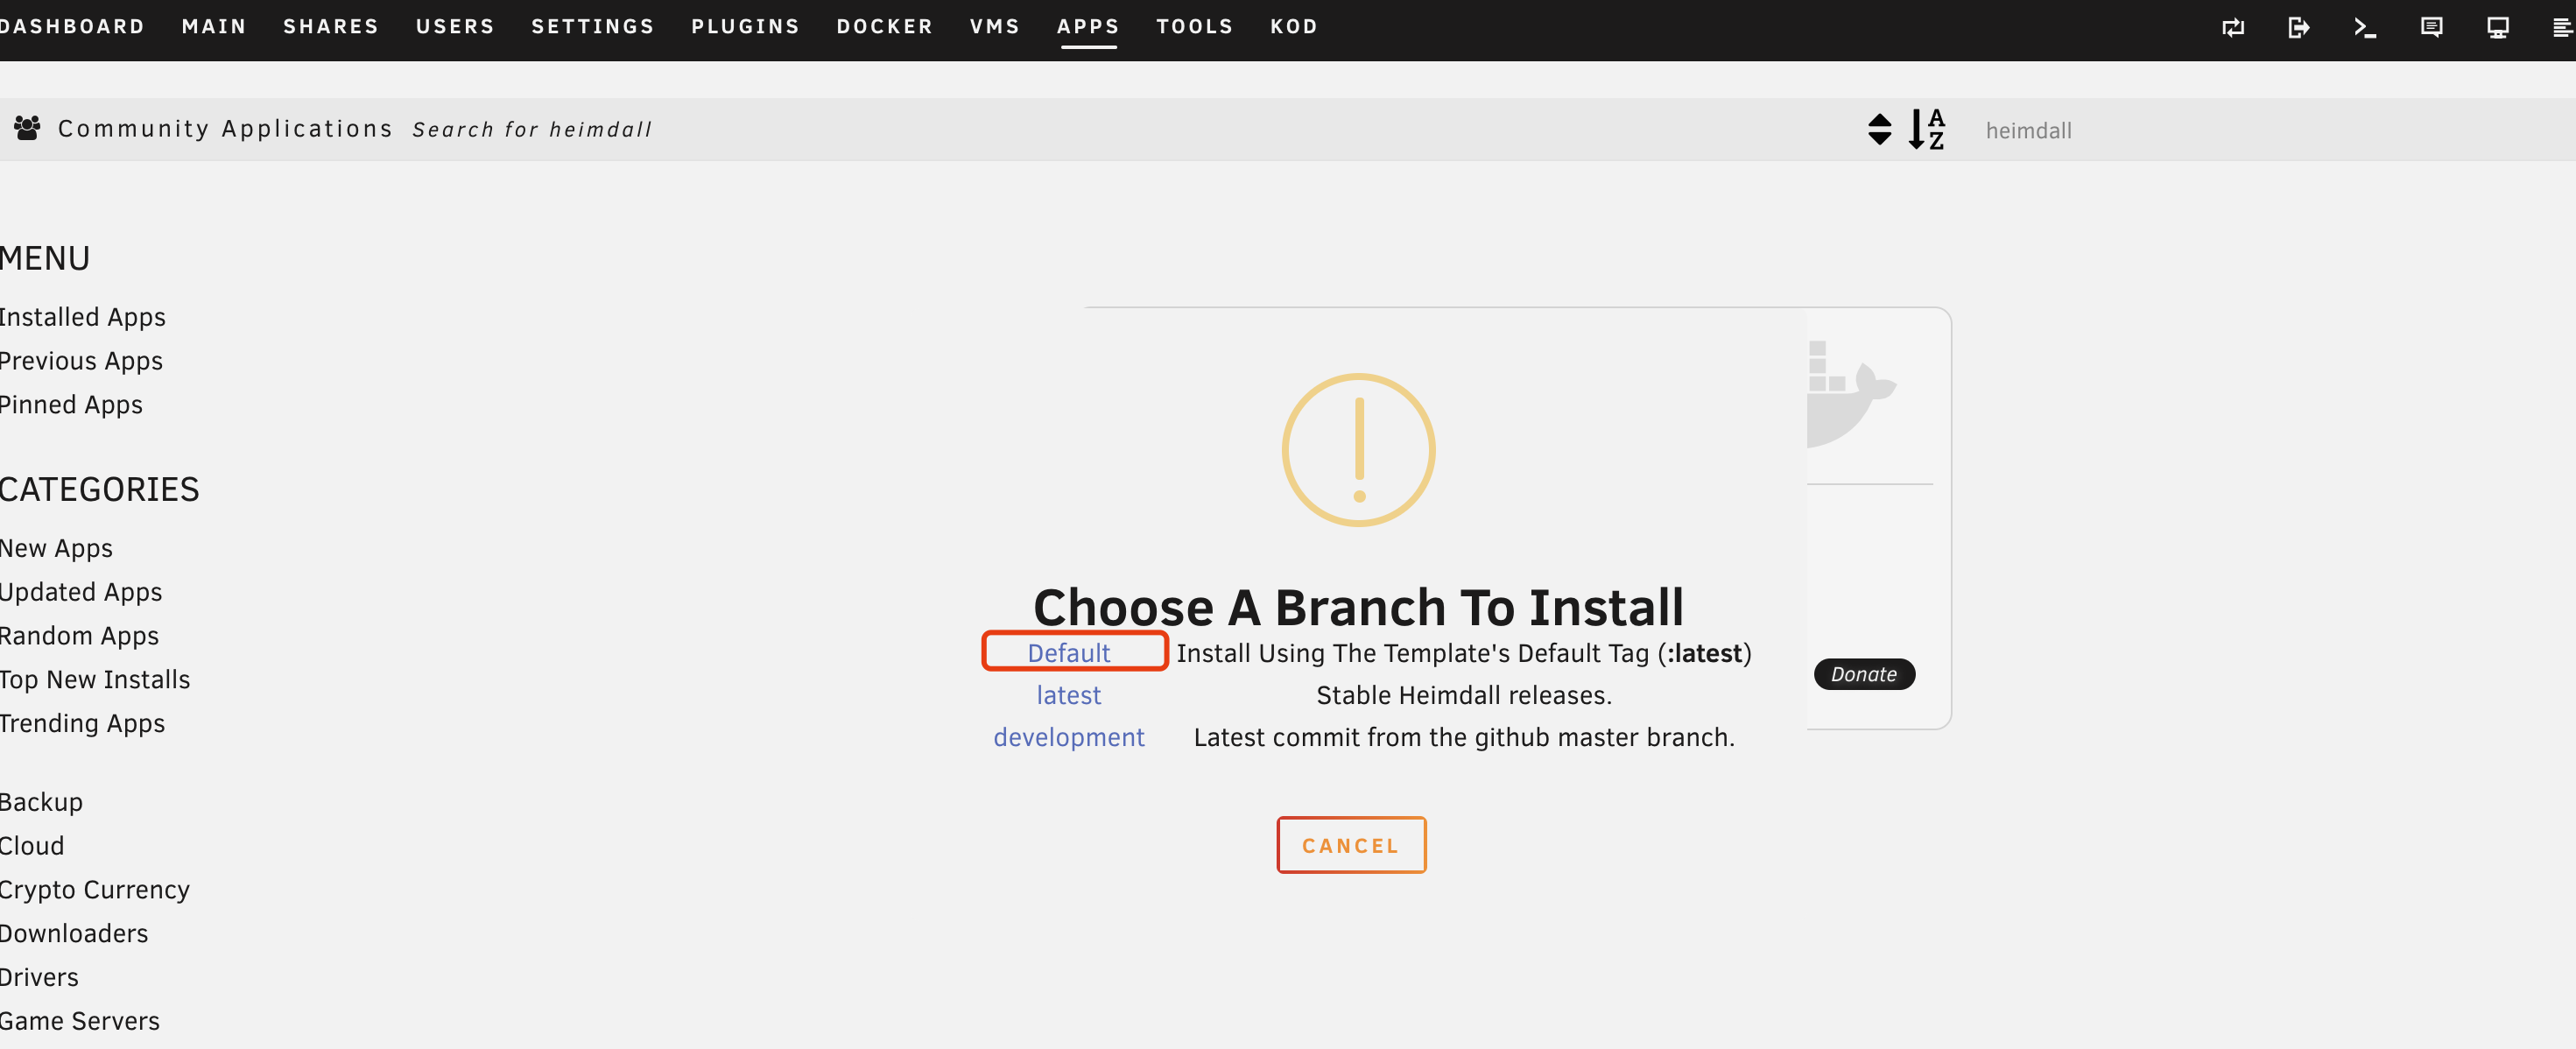 DASHBOARD MAIN SHARES USERS SETTINGS PLUGINS DOCKER VMS APPS TOOLS KOD
Community Applications Search for heimdall
heimdall
MENU
Installed Apps
Previous Apps
Pinned Apps
CATEGORIES
New Apps
Updated Apps
Random Apps
Top New Installs
Trending Apps
Backup
Cloud
Crypto Currency
Downloaders
Drivers
Game Servers
Choose A Branch To Install
Default Install Using The Template's Default Tag (:latest)
latest Stable Heimdall releases.
development Latest commit from the github master branch.
CANCEL
Donate